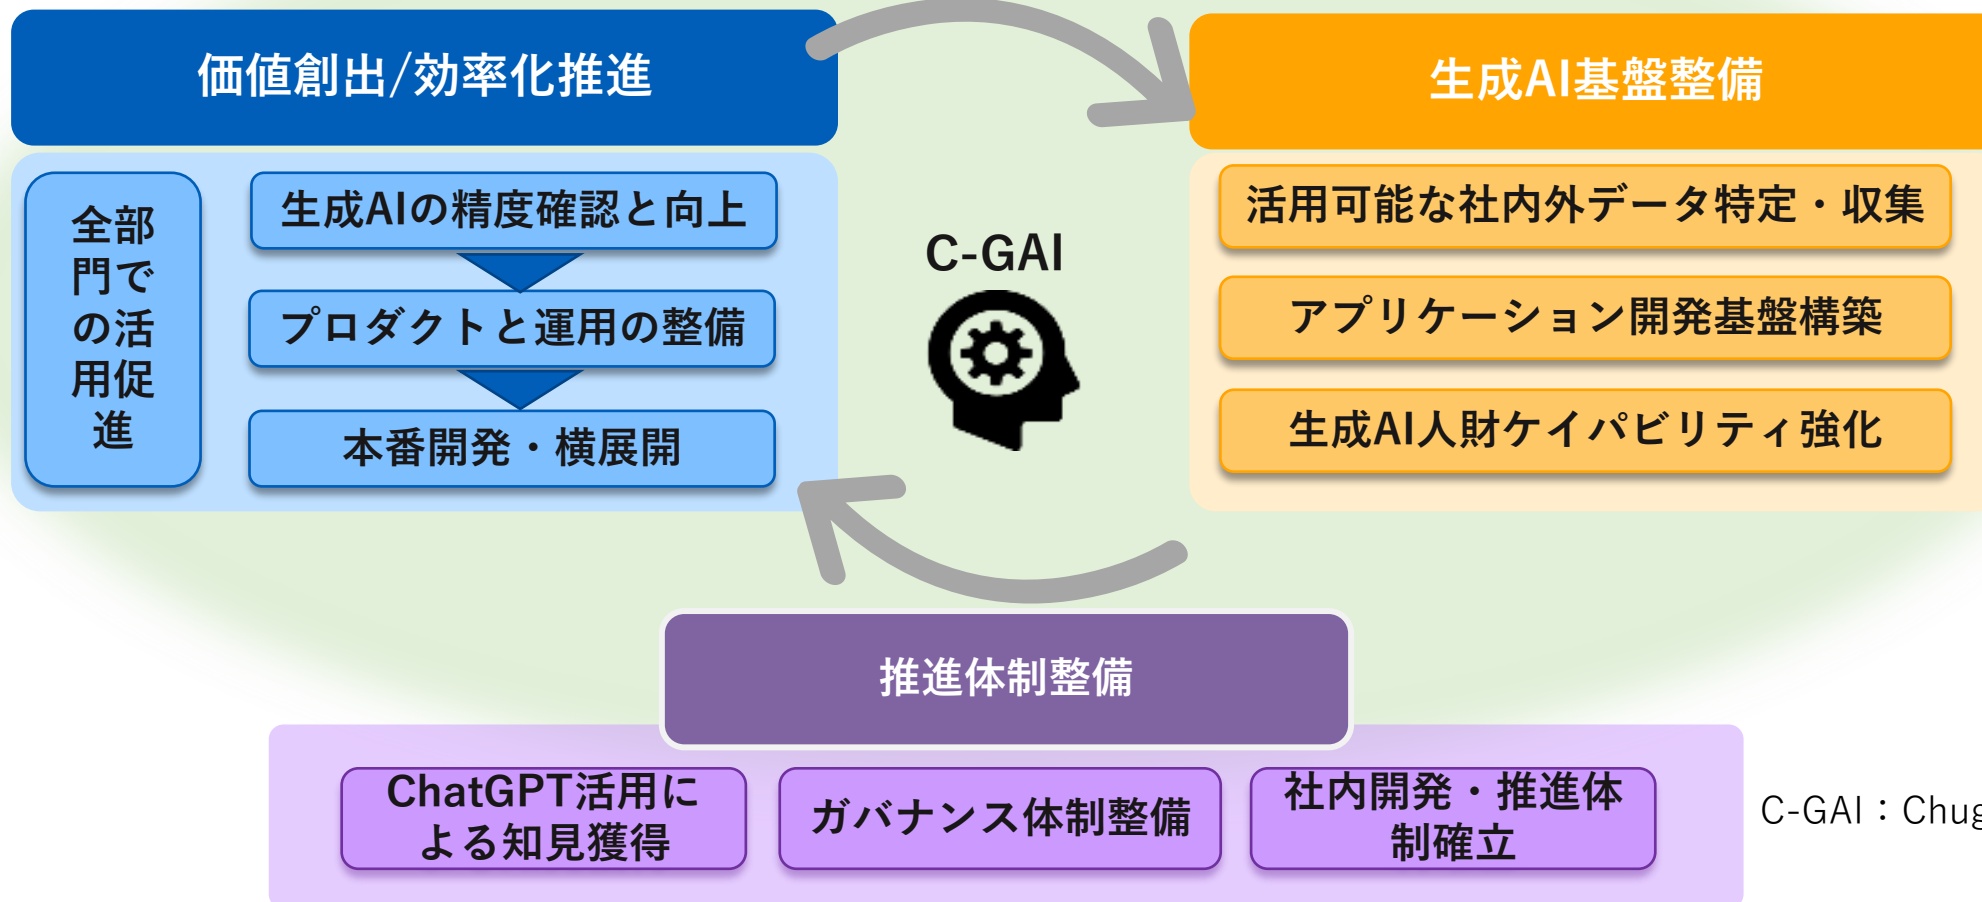 価値創出/効率化推進
全部
門で
の活
用促
進
生成AIの精度確認と向上
プロダクトと運用の整備
本番開発・横展開
C-GAI
生成AI基盤整備
活用可能な社内外データ特定・収集
アプリケーション開発基盤構築
生成AI人財ケイパビリティ強化
推進体制整備
ChatGPT活用に
よる知見獲得
ガバナンス体制整備
社内開発・推進体
制確立
C-GAI：Chug